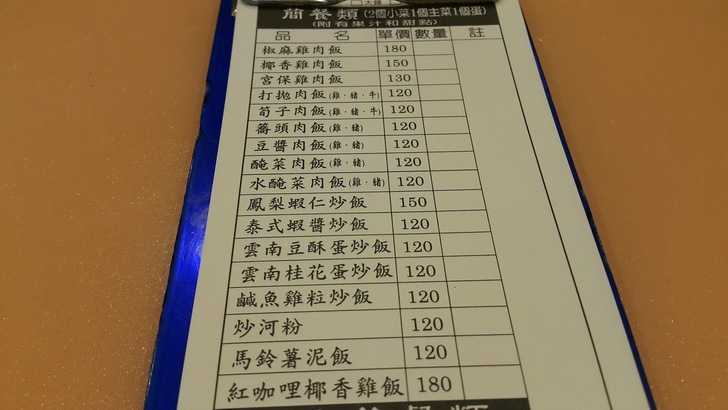 簡餐類(2個小菜1個主菜1個蛋)
(附有果汁和甜點)
品 名 單價 數量 註
椒麻雞肉飯 180
椰香雞肉飯 150
宮保雞肉飯 130
打拋肉飯(雞·豬·牛) 120
筍子肉飯(雞·豬·牛) 120
蕎頭肉飯(雞·豬) 120
豆醬肉飯(雞·豬) 120
醃菜肉飯(雞·豬) 120
水醃菜肉飯(雞·豬) 120
鳳梨蝦仁炒飯 150
泰式蝦醬炒飯 120
雲南豆酥蛋炒飯 120
雲南桂花蛋炒飯 120
鹹魚雞粒炒飯 120
炒河粉 120
馬鈴薯泥飯 120
紅咖哩椰香雞飯 180